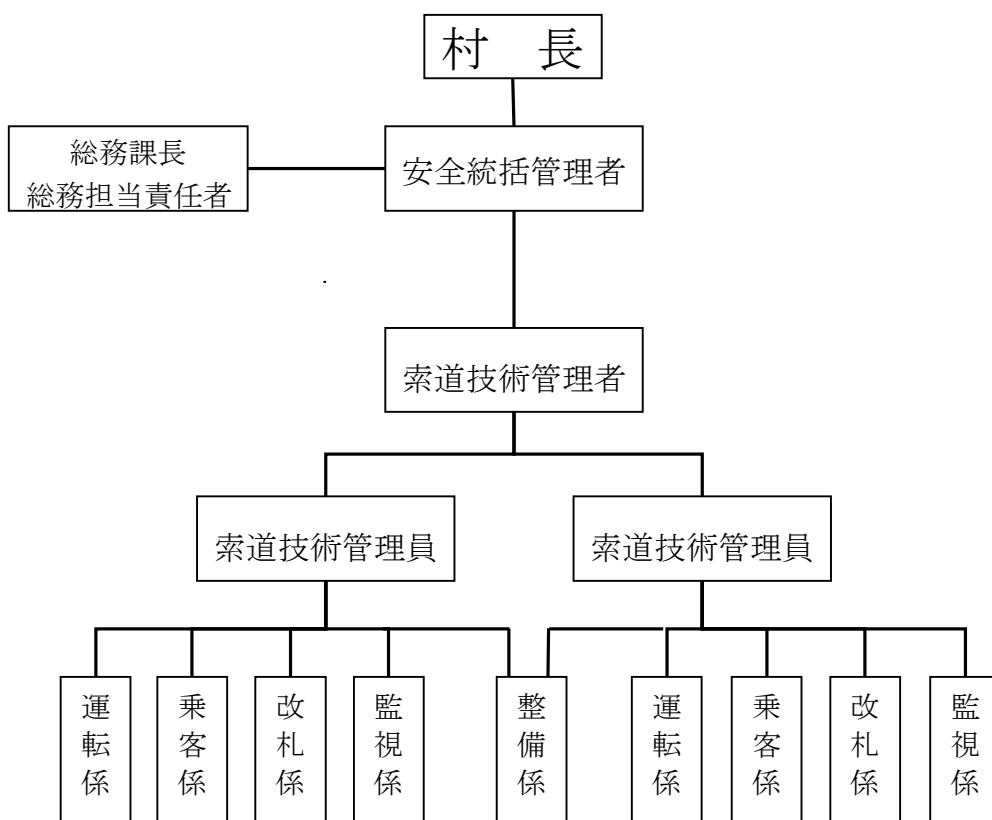 村　長
総務課長
総務担当責任者
安全統括管理者
索道技術管理者
索道技術管理員
索道技術管理員
運転係
乗客係
改札係
監視係
整備係
運転係
乗客係
改札係
監視係